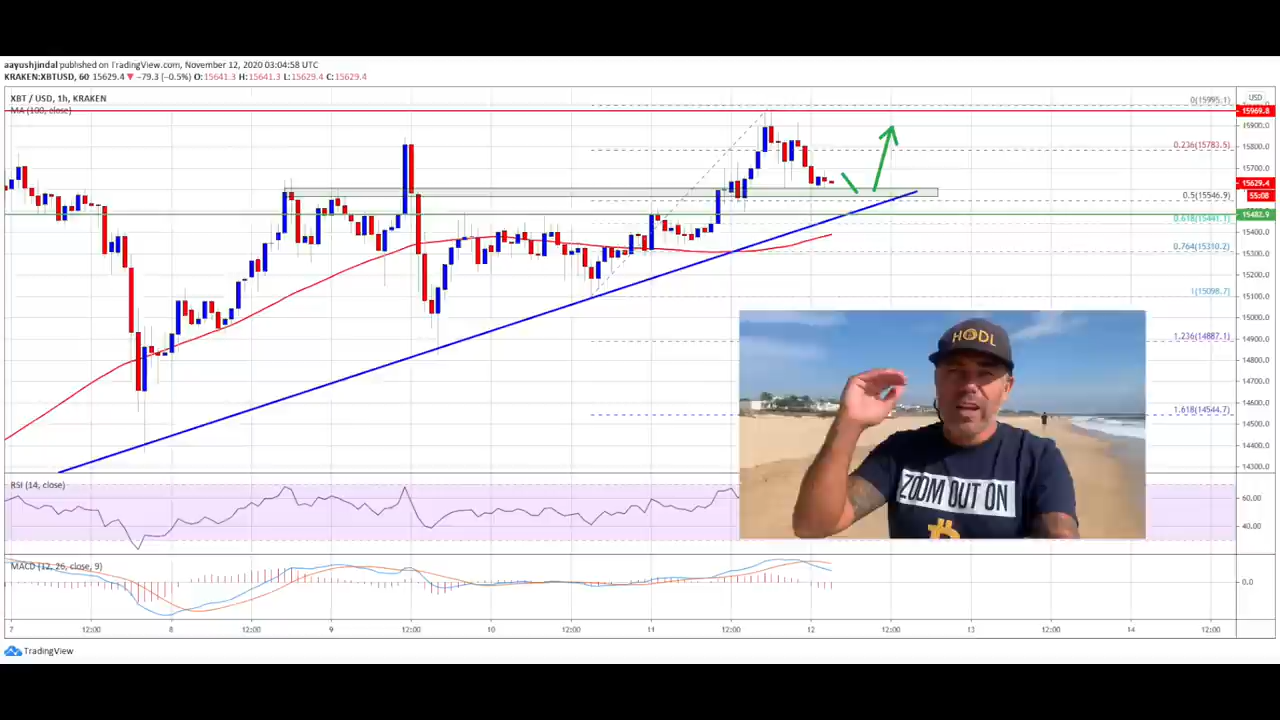 aayushjindal published on TradingView.com, November 12, 2020 03:04:58 UTC
KRAKEN:XBTUSD, 60 15629.4 ▼ −79.3 (−0.5%) O:15641.3 H:15641.3 L:15629.4 C:15629.4
XBT / USD, 1h, KRAKEN
MA (100, close)
USD
0(15995.1)
15969.8
15900.0
0.236(15783.5)
15800.0
15700.0
15629.4
55:08
0.5(15546.9)
15482.9
0.618(15441.1)
15400.0
0.764(15310.2)
15300.0
15200.0
1(15098.7)
15100.0
15000.0
1.236(14887.1)
14900.0
14800.0
14700.0
14600.0
1.618(14544.7)
14500.0
14400.0
14300.0
HODL
ZOOM OUT ON
RSI (14, close)
60.00
40.00
MACD (12, 26, close, 9)
0.0
7 12:00 8 12:00 9 12:00 10 12:00 11 12:00 12 12:00 13 12:00 14 12:00
TradingView